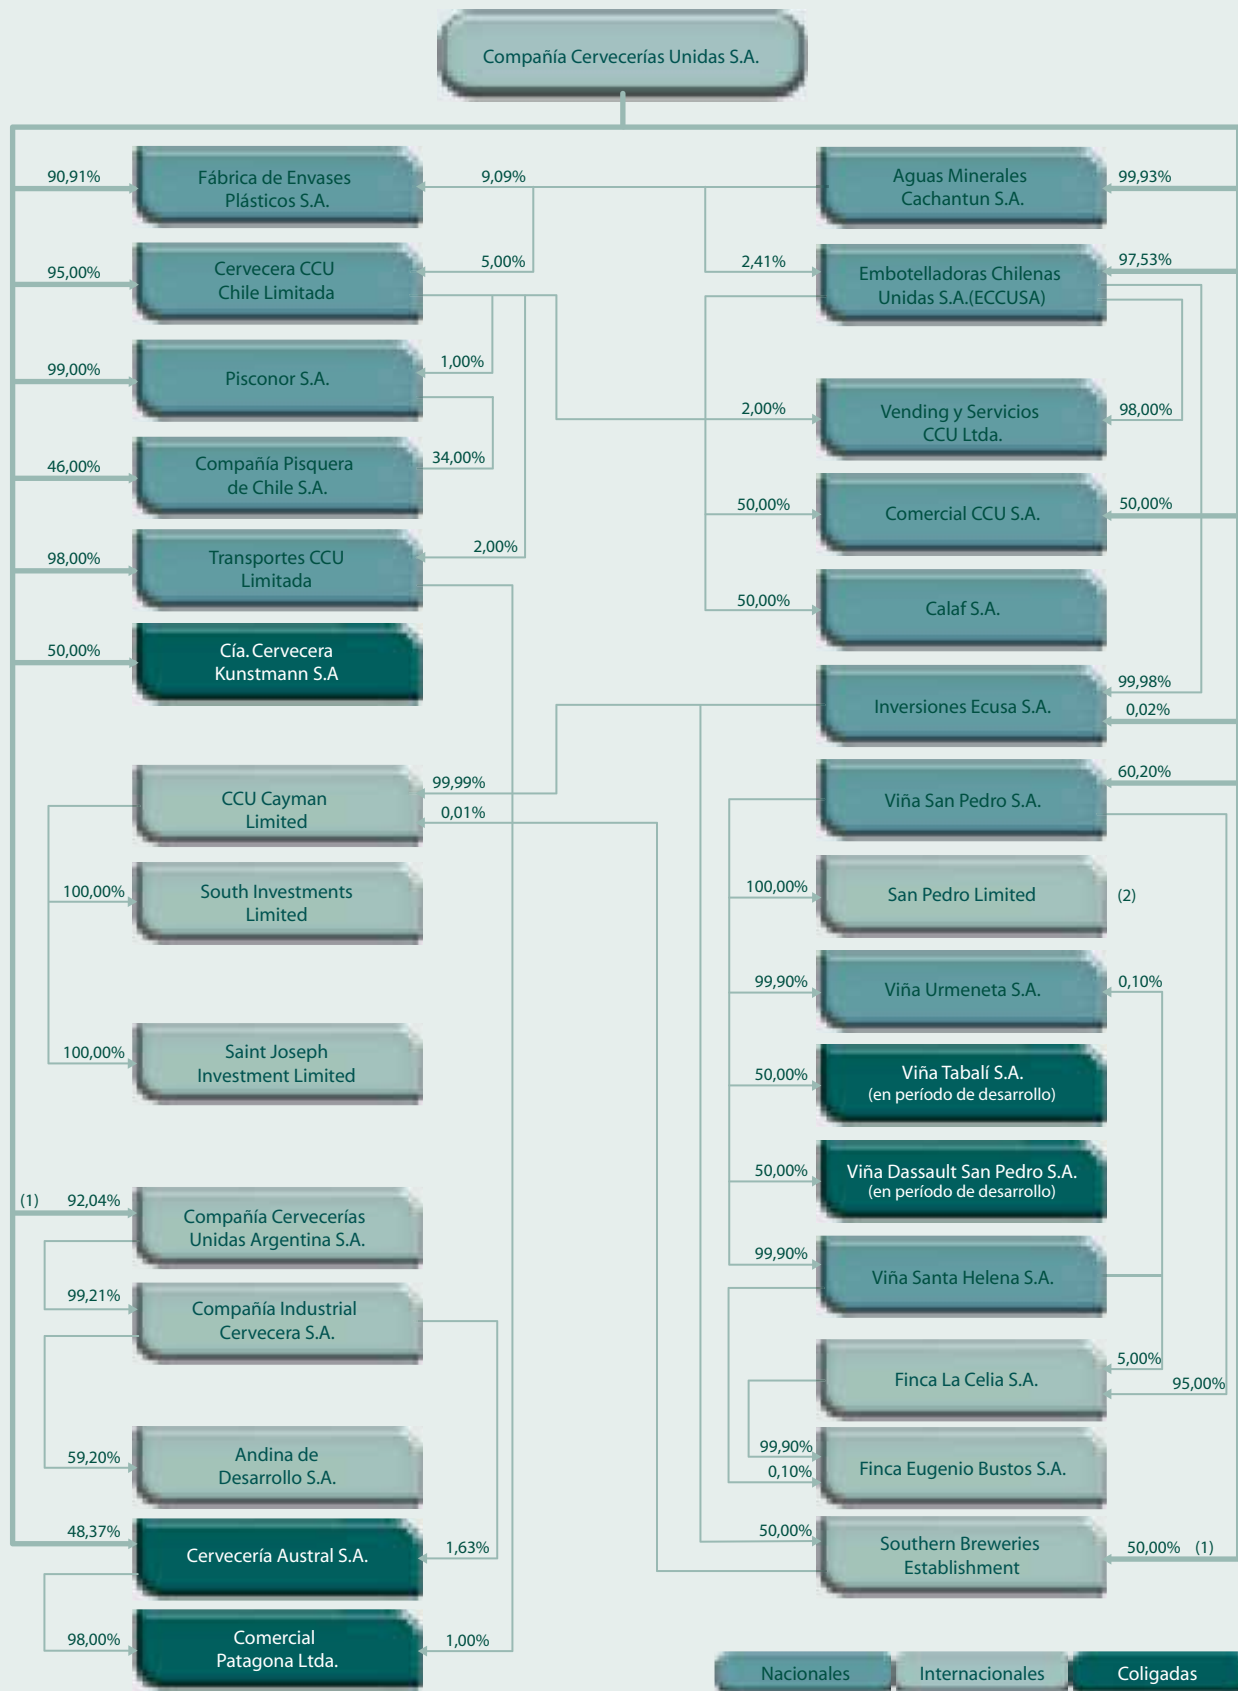 Compañía Cervecerías Unidas S.A.
90,91%
Fábrica de Envases
Plásticos S.A.
9,09%
Aguas Minerales
Cachantun S.A.
99,93%
95,00%
Cervecera CCU
Chile Limitada
5,00%
2,41%
Embotelladoras Chilenas
Unidas S.A.(ECCUSA)
97,53%
99,00%
Pisconor S.A.
1,00%
2,00%
Vending y Servicios
CCU Ltda.
98,00%
46,00%
Compañía Pisquera
de Chile S.A.
34,00%
50,00%
Comercial CCU S.A.
50,00%
98,00%
Transportes CCU
Limitada
2,00%
50,00%
Calaf S.A.
50,00%
Cía. Cervecera
Kunstmann S.A
Inversiones Ecusa S.A.
99,98%
0,02%
CCU Cayman
Limited
99,99%
0,01%
Viña San Pedro S.A.
60,20%
100,00%
South Investments
Limited
100,00%
San Pedro Limited
(2)
99,90%
Viña Urmeneta S.A.
0,10%
100,00%
Saint Joseph
Investment Limited
50,00%
Viña Tabalí S.A.
(en período de desarrollo)
50,00%
Viña Dassault San Pedro S.A.
(en período de desarrollo)
(1) 92,04%
Compañía Cervecerías
Unidas Argentina S.A.
99,90%
Viña Santa Helena S.A.
99,21%
Compañía Industrial
Cervecera S.A.
Finca La Celia S.A.
5,00%
95,00%
59,20%
Andina de
Desarrollo S.A.
99,90%
0,10%
Finca Eugenio Bustos S.A.
48,37%
Cervecería Austral S.A.
1,63%
50,00%
Southern Breweries
Establishment
50,00% (1)
98,00%
Comercial
Patagona Ltda.
1,00%
Nacionales
Internacionales
Coligadas